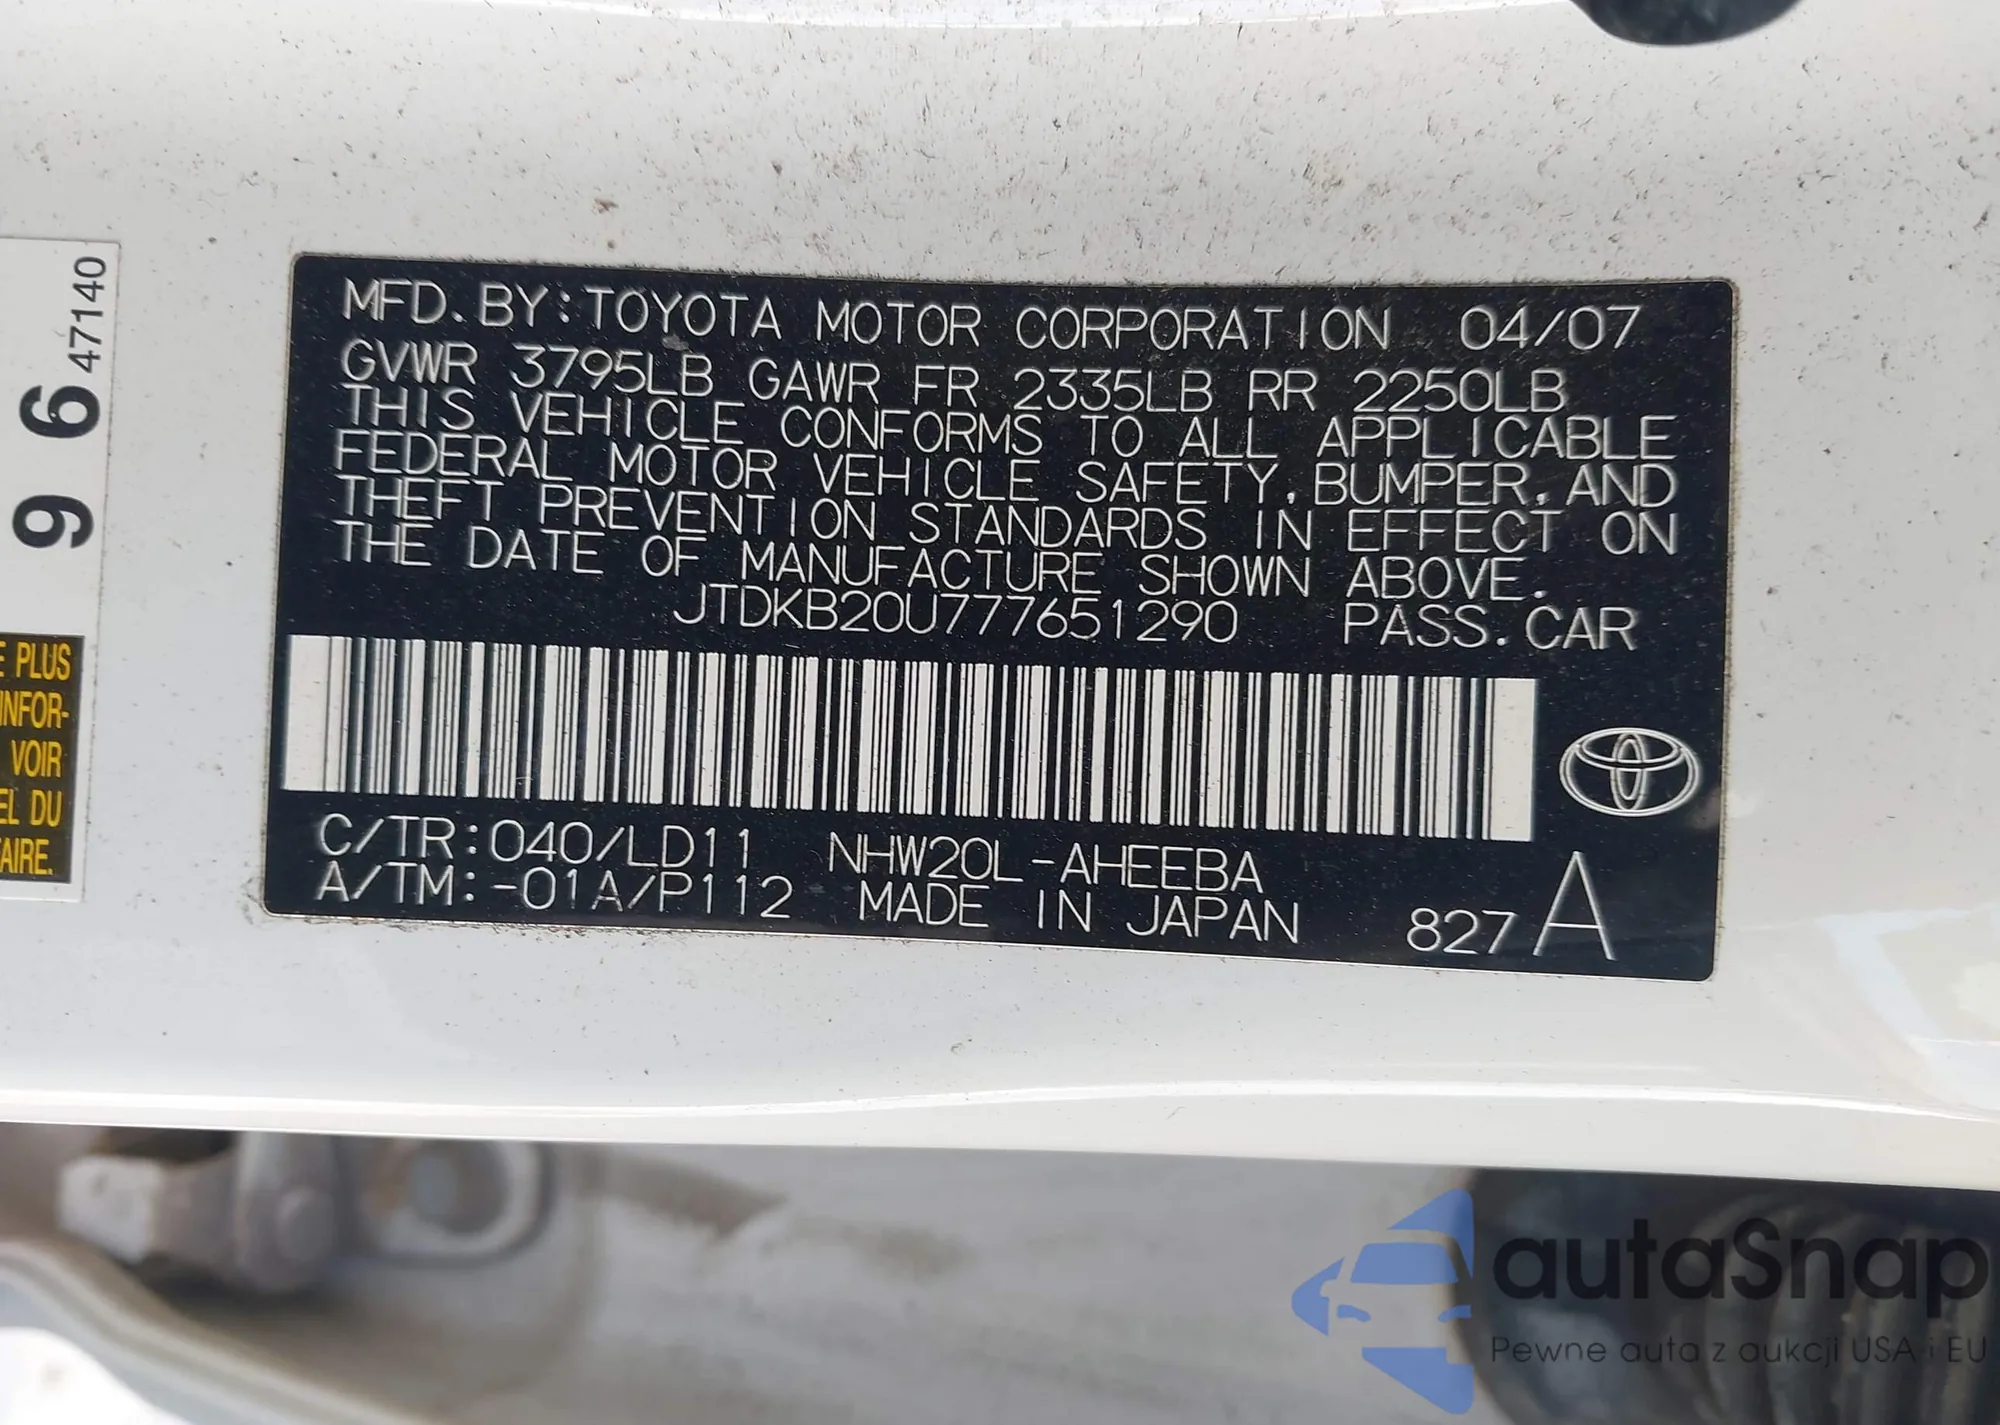 MFD. BY: TOYOTA MOTOR CORPORATION 04/07
GVWR 3795LB GAWR FR 2335LB RR 2250LB
THIS VEHICLE CONFORMS TO ALL APPLICABLE
FEDERAL MOTOR VEHICLE SAFETY, BUMPER, AND
THEFT PREVENTION STANDARDS IN EFFECT ON
THE DATE OF MANUFACTURE SHOWN ABOVE.
JTDKB20U777651290 PASS. CAR
C/TR: 040/LD11 NHW20L-AHEEBA
A/TM: -01A/P112 MADE IN JAPAN 827 A
47140
9 6
E PLUS
INFOR-
VOIR
EL DU
AIRE.
autoSnap
Pewne auta z aukcji USA i EU